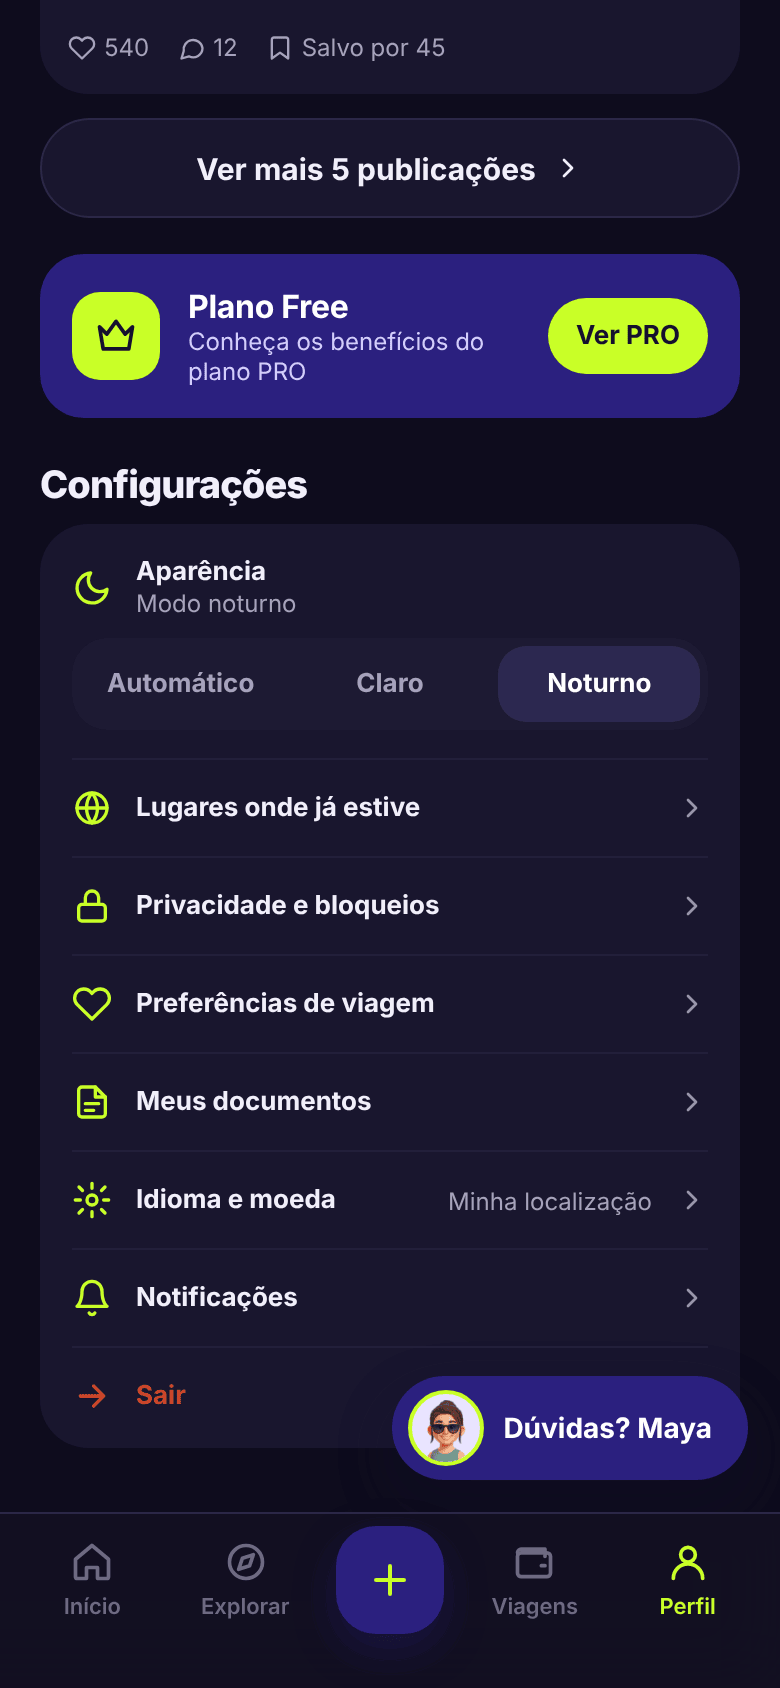 540 12 Salvo por 45
Ver mais 5 publicações
Plano Free
Conheça os benefícios do
plano PRO
Ver PRO
Configurações
Aparência
Modo noturno
Automático Claro Noturno
Lugares onde já estive
Privacidade e bloqueios
Preferências de viagem
Meus documentos
Idioma e moeda Minha localização
Notificações
Sair
Dúvidas? Maya
Início Explorar Viagens Perfil